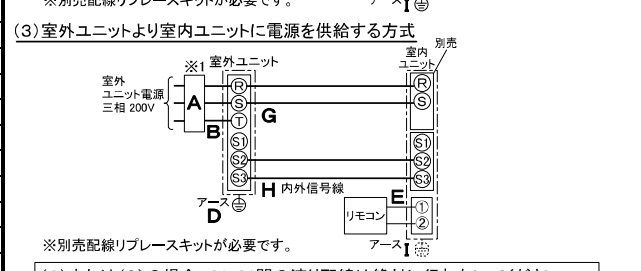 ※別売配線リプレースキットが必要です。
アース I
(3)室外ユニットより室内ユニットに電源を供給する方式
別売
室内
ユニット
※1 室外ユニット
室外
ユニット電源
三相 200V
A
B
R
S
T
S1
S2
S3
G
R
S
S1
S2
S3
H 内外信号線
E
リモコン
①
②
アース
D
アース I
※別売配線リプレースキットが必要です。